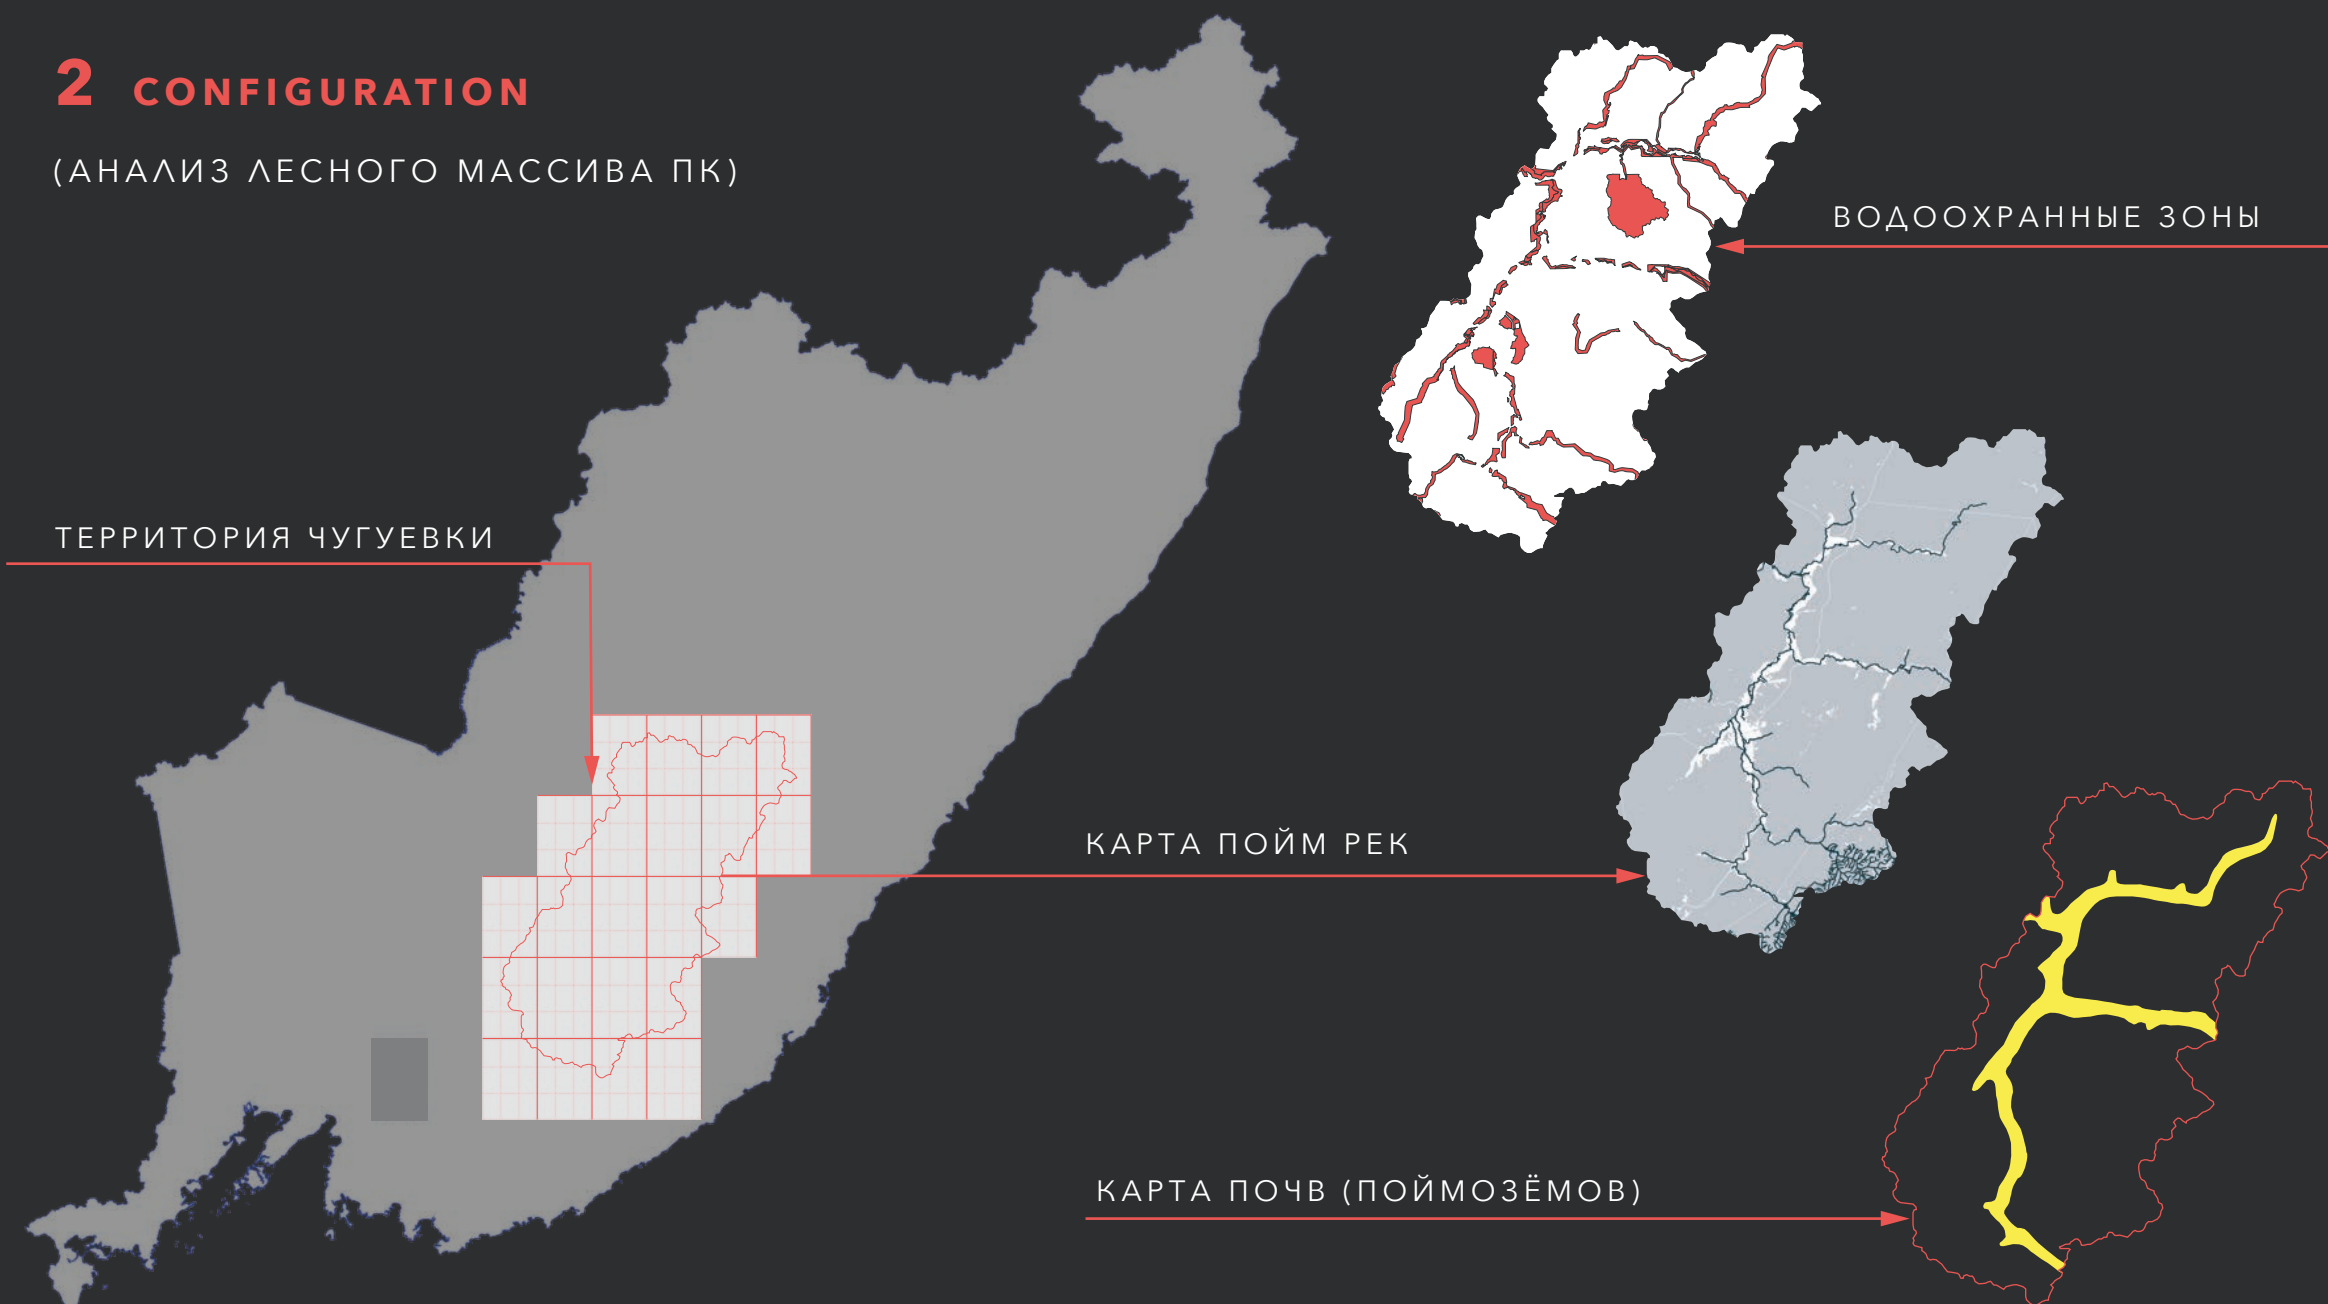 2 CONFIGURATION
(АНАЛИЗ ЛЕСНОГО МАССИВА ПК)
ВОДООХРАННЫЕ ЗОНЫ
ТЕРРИТОРИЯ ЧУГУЕВКИ
КАРТА ПОЙМ РЕК
КАРТА ПОЧВ (ПОЙМОЗЁМОВ)